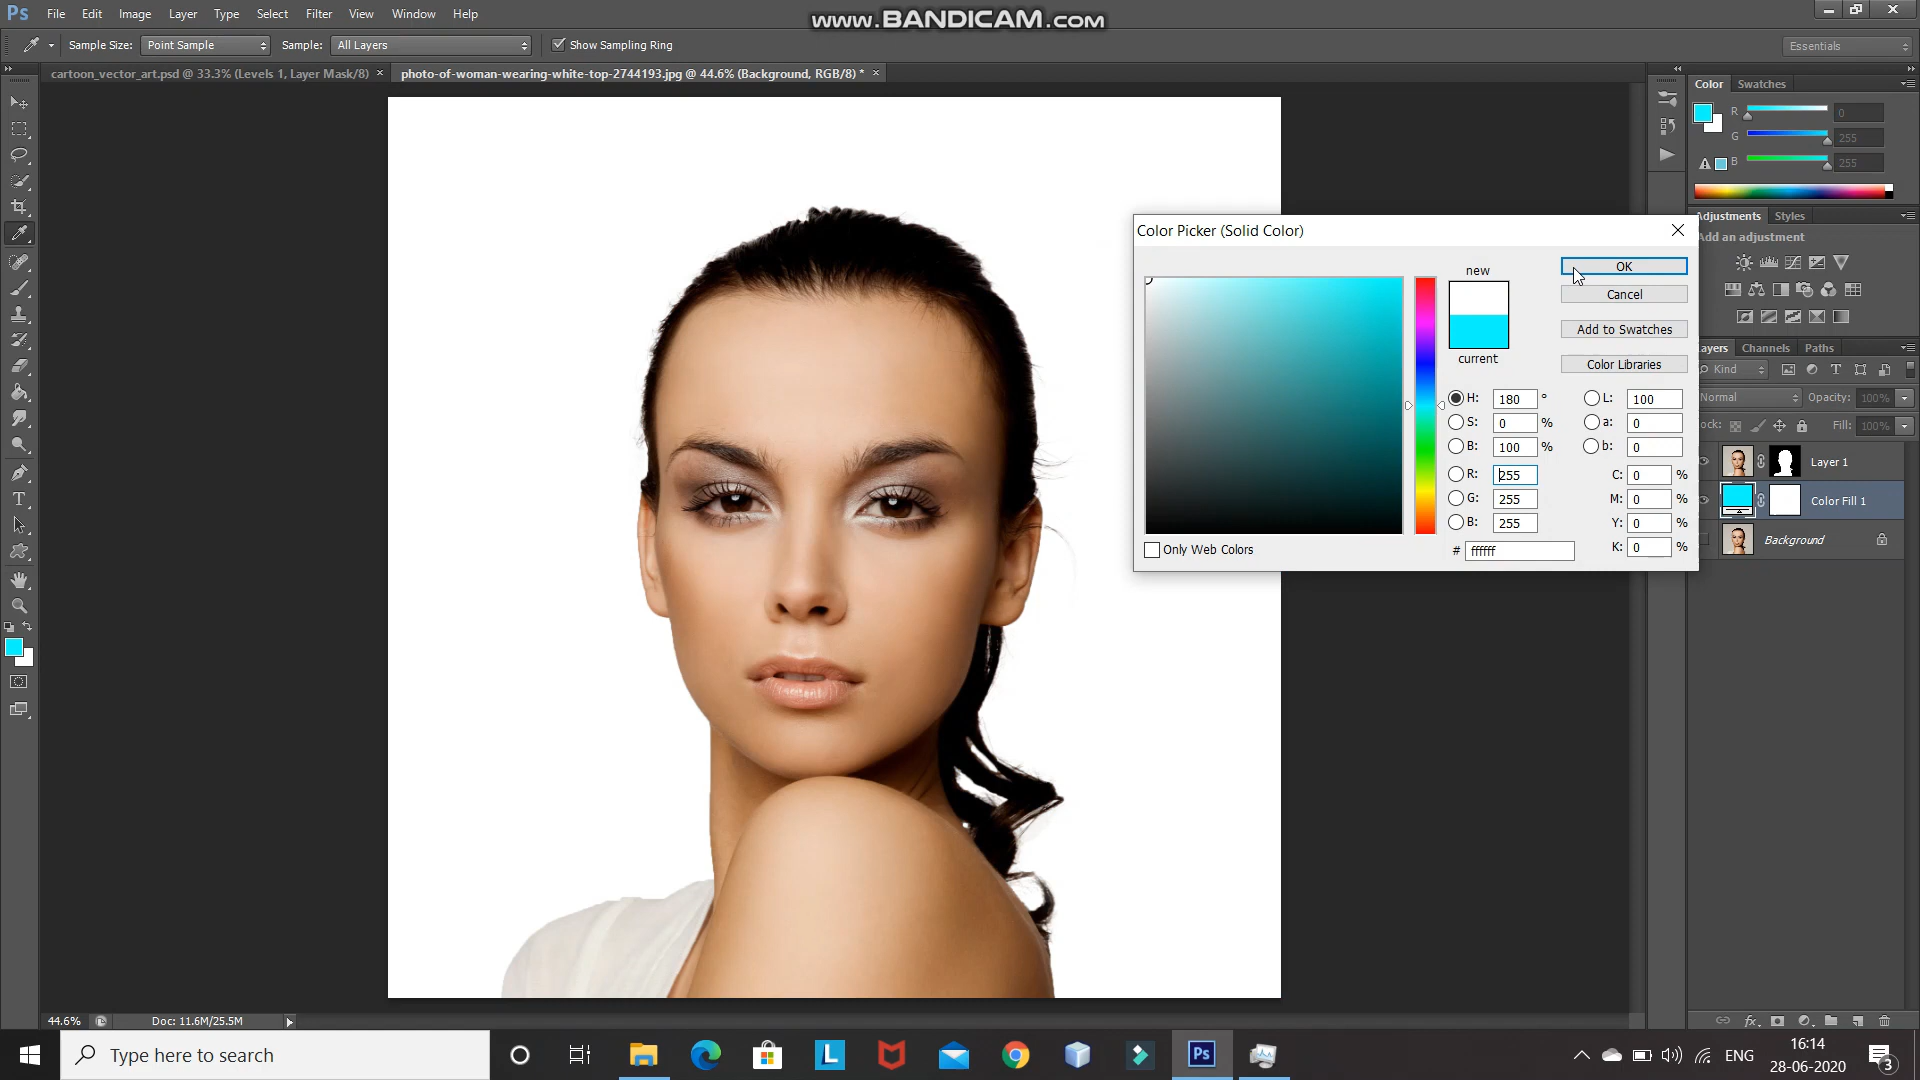 Ps File Edit Image Layer Type Select Filter View Window Help
www.BANDICAM.com
Sample Size: Point Sample Sample: All Layers Show Sampling Ring
Essentials
cartoon_vector_art.psd @ 33.3% (Levels 1, Layer Mask/8) ×
photo-of-woman-wearing-white-top-2744193.jpg @ 44.6% (Background, RGB/8) * ×
Color Swatches
R 0
G 255
B 255
Adjustments Styles
Add an adjustment
Color Picker (Solid Color)
new
OK
Cancel
Add to Swatches
current
Color Libraries
H: 180 °
S: 0 %
B: 100 %
R: 255
G: 255
B: 255
# ffffff
L: 100
a: 0
b: 0
C: 0 %
M: 0 %
Y: 0 %
K: 0 %
Only Web Colors
ayers Channels Paths
Kind
Normal Opacity: 100%
ock: Fill: 100%
Layer 1
Color Fill 1
Background
44.6% Doc: 11.6M/25.5M
Type here to search
L
Ps
ENG
16:14
28-06-2020
3